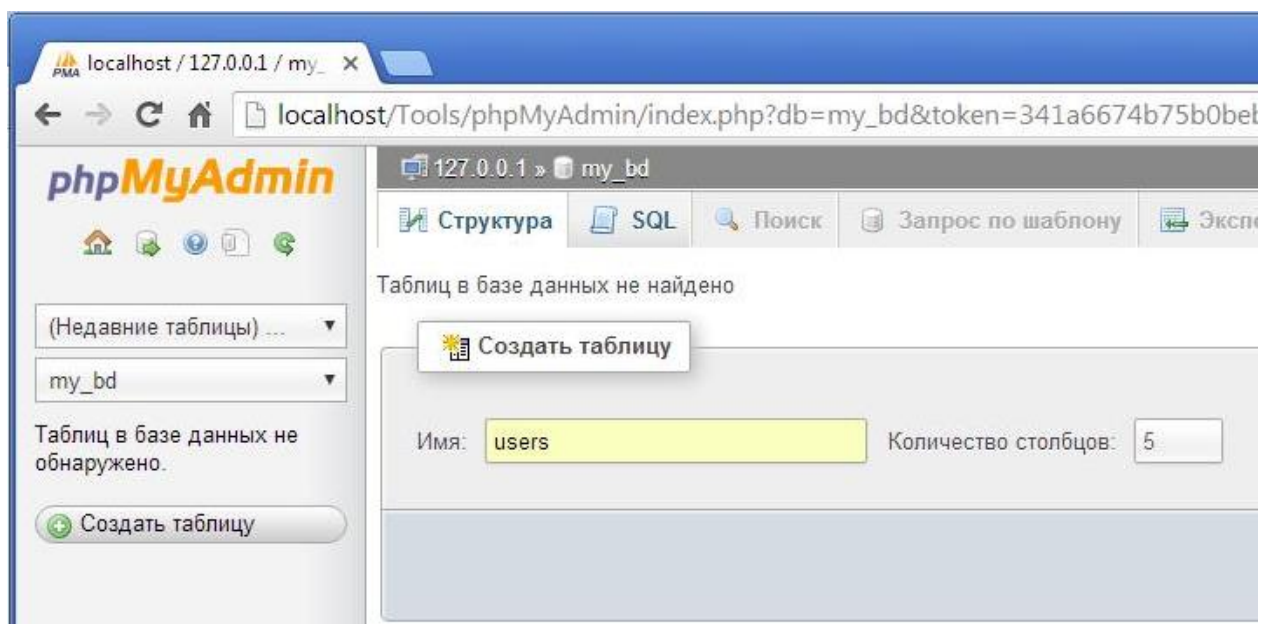 localhost / 127.0.0.1 / my_
localhost/Tools/phpMyAdmin/index.php?db=my_bd&token=341a6674b75b0beb
phpMyAdmin
127.0.0.1 » my_bd
Структура SQL Поиск Запрос по шаблону
Таблиц в базе данных не найдено
(Недавние таблицы) ...
Создать таблицу
my_bd
Таблиц в базе данных не
обнаружено.
Имя: users Количество столбцов: 5
Создать таблицу